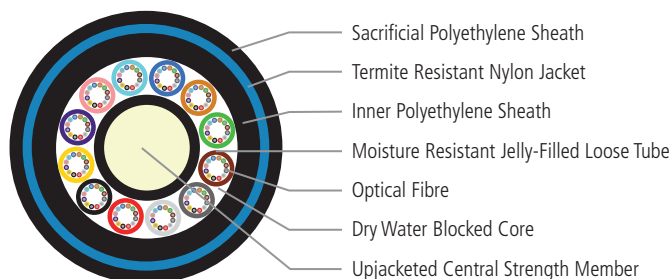 Sacrificial Polyethylene Sheath
Termite Resistant Nylon Jacket
Inner Polyethylene Sheath
Moisture Resistant Jelly-Filled Loose Tube
Optical Fibre
Dry Water Blocked Core
Upjacketed Central Strength Member